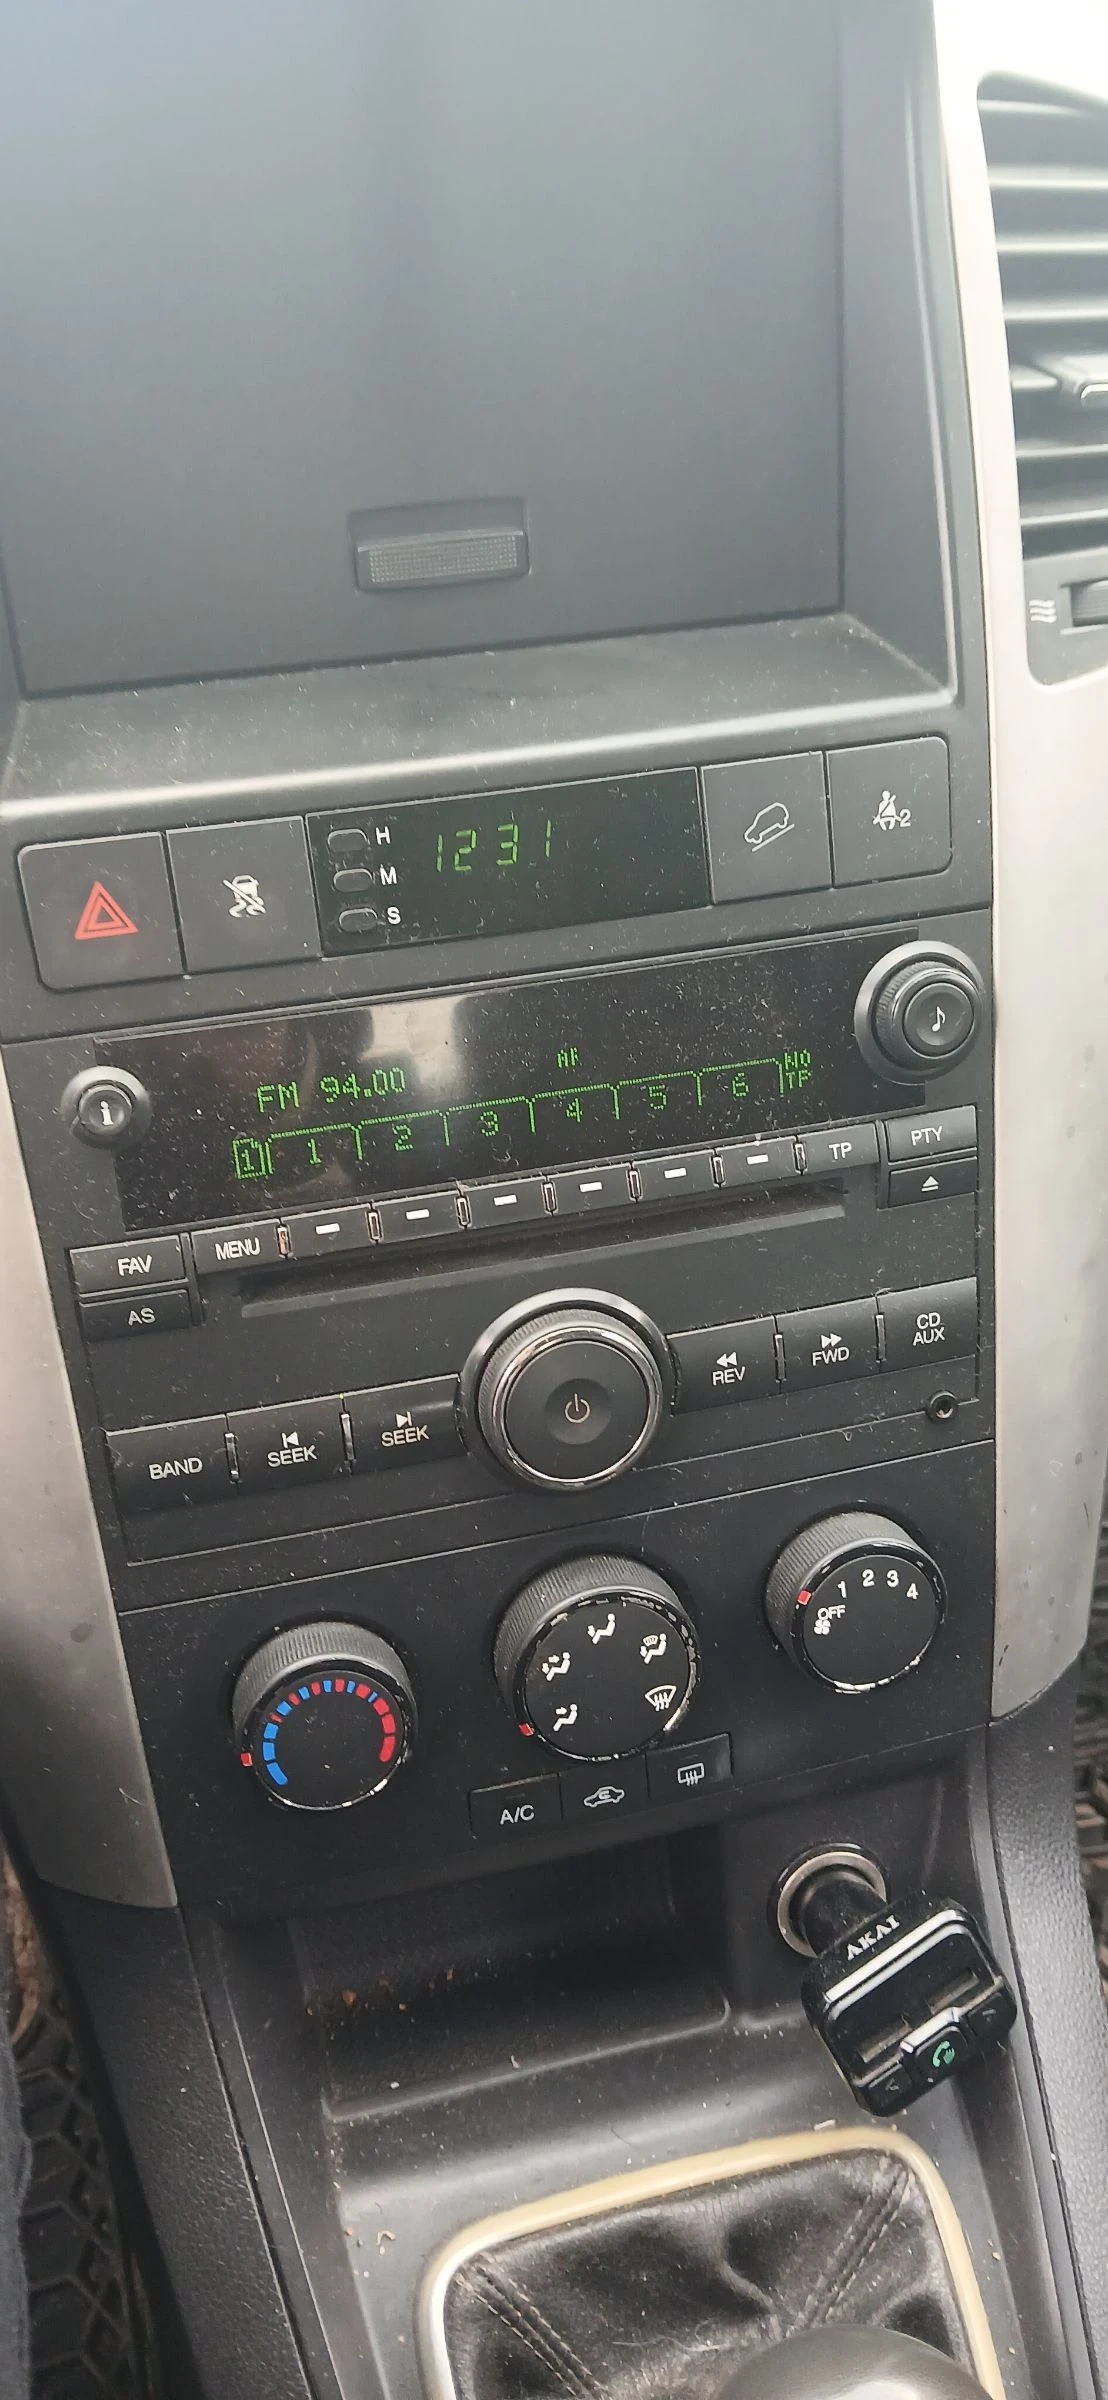 H
M
S
1231
2
i
FM 94.00
AF
NO
TP
1 1 2 3 4 5 6
FAV
MENU
TP
PTY
AS
BAND
SEEK
SEEK
REV
FWD
CD
AUX
OFF 1 2 3 4
A/C
AKAI